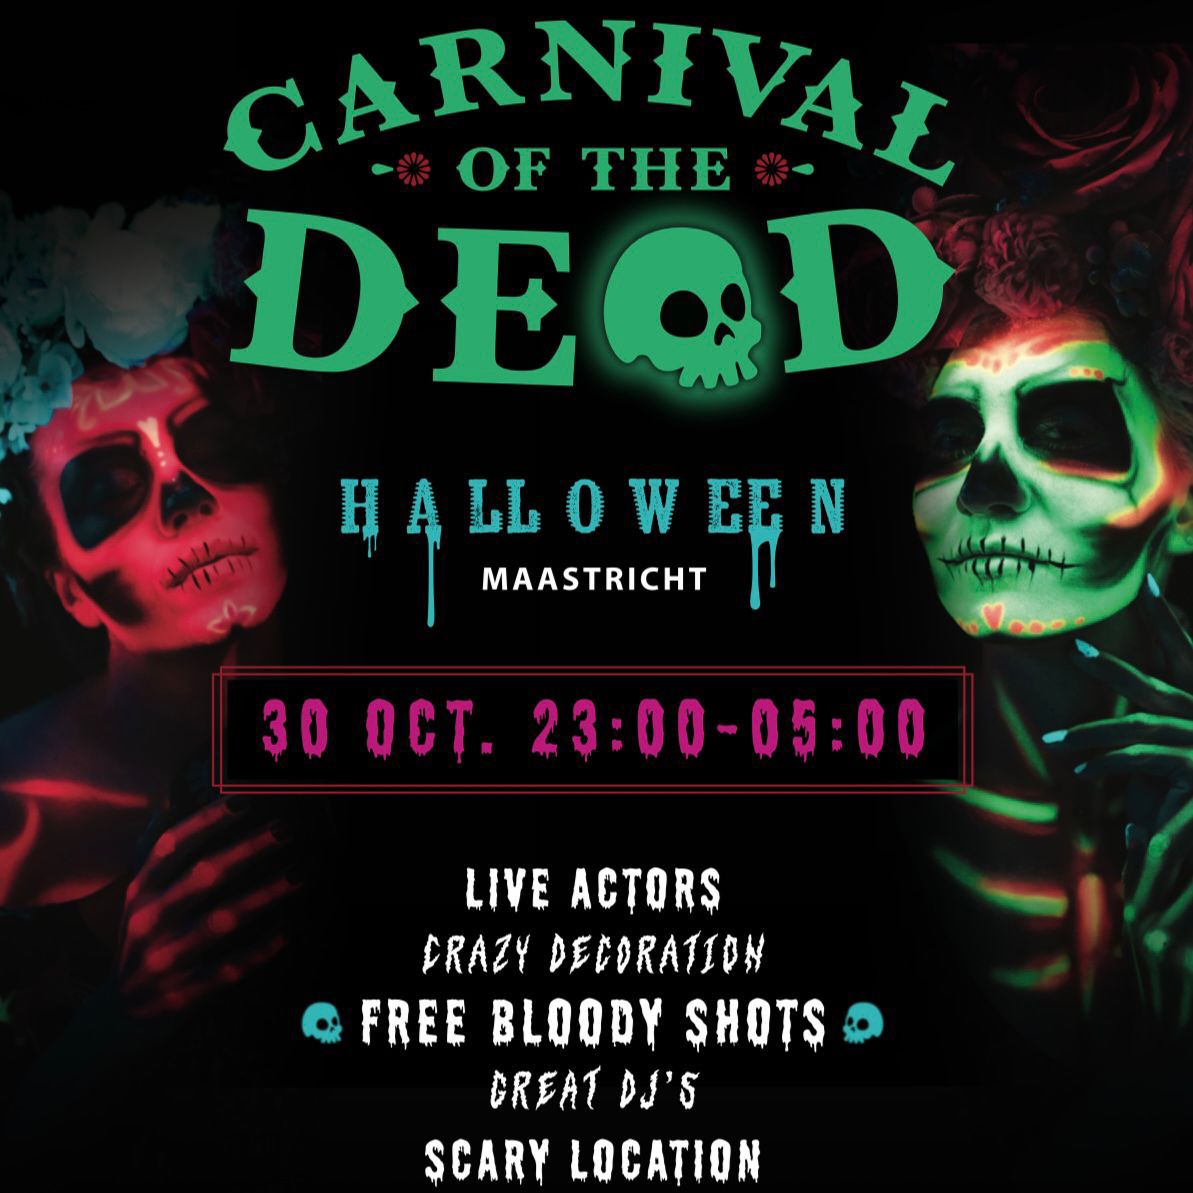 CARNIVAL
OF THE
DEAD
HALLOWEEN
MAASTRICHT
30 OCT. 23:00-05:00
LIVE ACTORS
CRAZY DECORATION
FREE BLOODY SHOTS
GREAT DJ'S
SCARY LOCATION